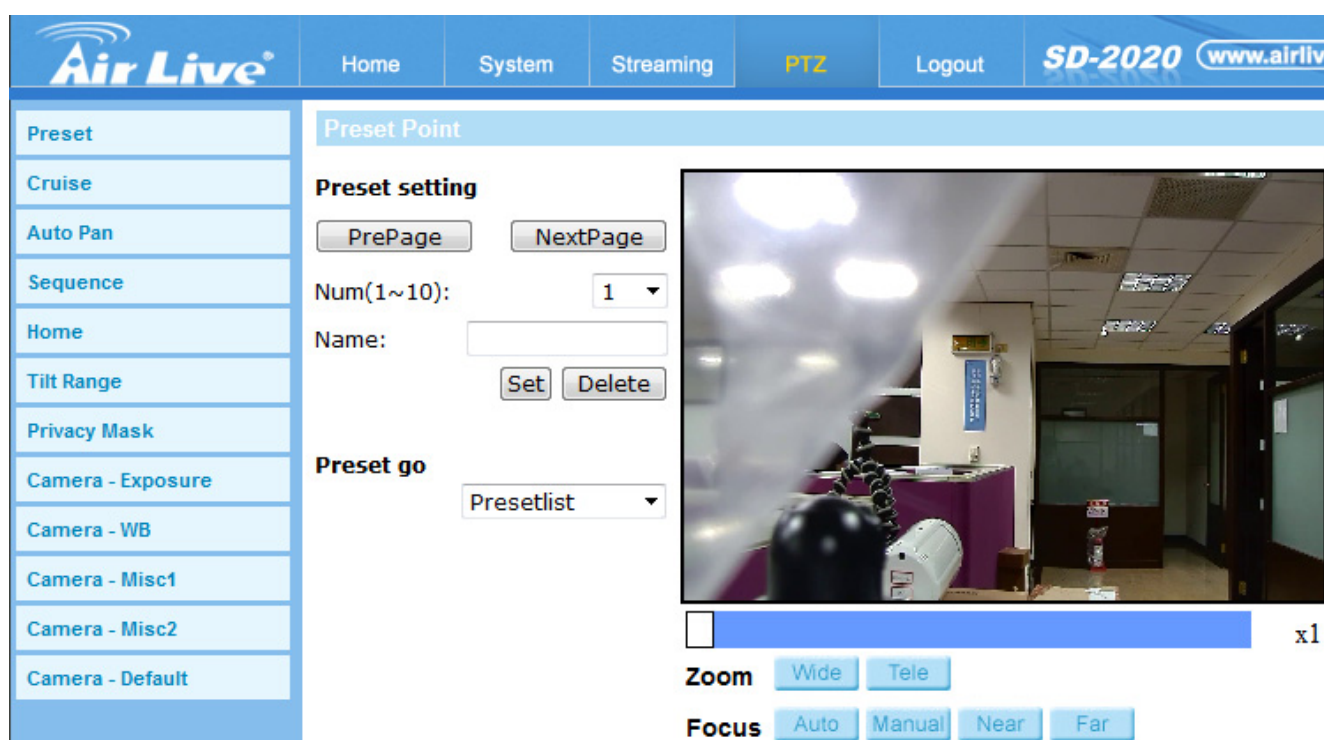 Air Live®
Home
System
Streaming
PTZ
Logout
SD-2020
www.airliv
Preset
Cruise
Auto Pan
Sequence
Home
Tilt Range
Privacy Mask
Camera - Exposure
Camera - WB
Camera - Misc1
Camera - Misc2
Camera - Default
Preset Point
Preset setting
PrePage NextPage
Num(1~10): 1
Name:
Set Delete
Preset go
Presetlist
x1
Zoom Wide Tele
Focus Auto Manual Near Far